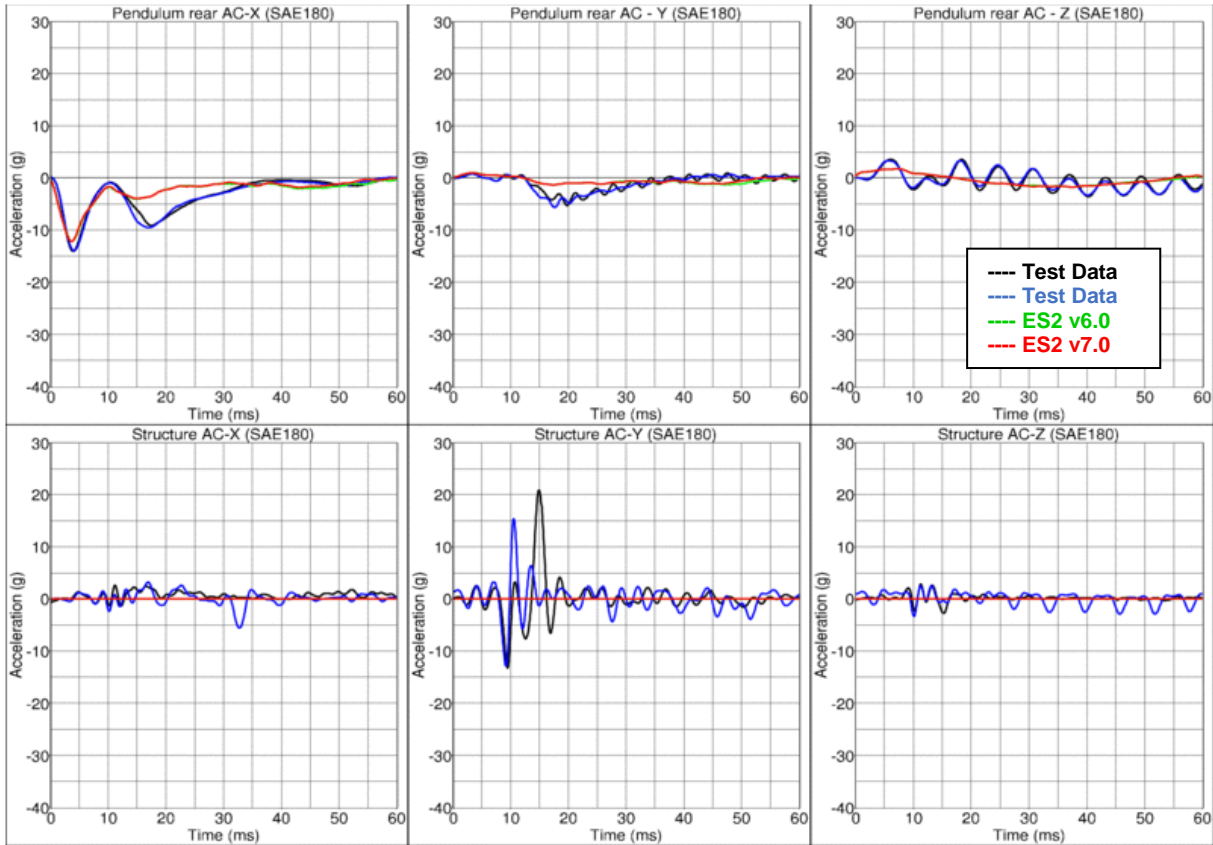 Pendulum rear AC-X (SAE180)
30
20
10
0
-10
-20
-30
-40
Acceleration (g)
0 10 20 30 40 50 60
Time (ms)
Pendulum rear AC - Y (SAE180)
30
20
10
0
-10
-20
-30
-40
Acceleration (g)
0 10 20 30 40 50 60
Time (ms)
Pendulum rear AC - Z (SAE180)
30
20
10
0
-10
-20
-30
-40
Acceleration (g)
0 10 20 30 40 50 60
Time (ms)
---- Test Data
---- Test Data
---- ES2 v6.0
---- ES2 v7.0
Structure AC-X (SAE180)
30
20
10
0
-10
-20
-30
-40
Acceleration (g)
0 10 20 30 40 50 60
Time (ms)
Structure AC-Y (SAE180)
30
20
10
0
-10
-20
-30
-40
Acceleration (g)
0 10 20 30 40 50 60
Time (ms)
Structure AC-Z (SAE180)
30
20
10
0
-10
-20
-30
-40
Acceleration (g)
0 10 20 30 40 50 60
Time (ms)